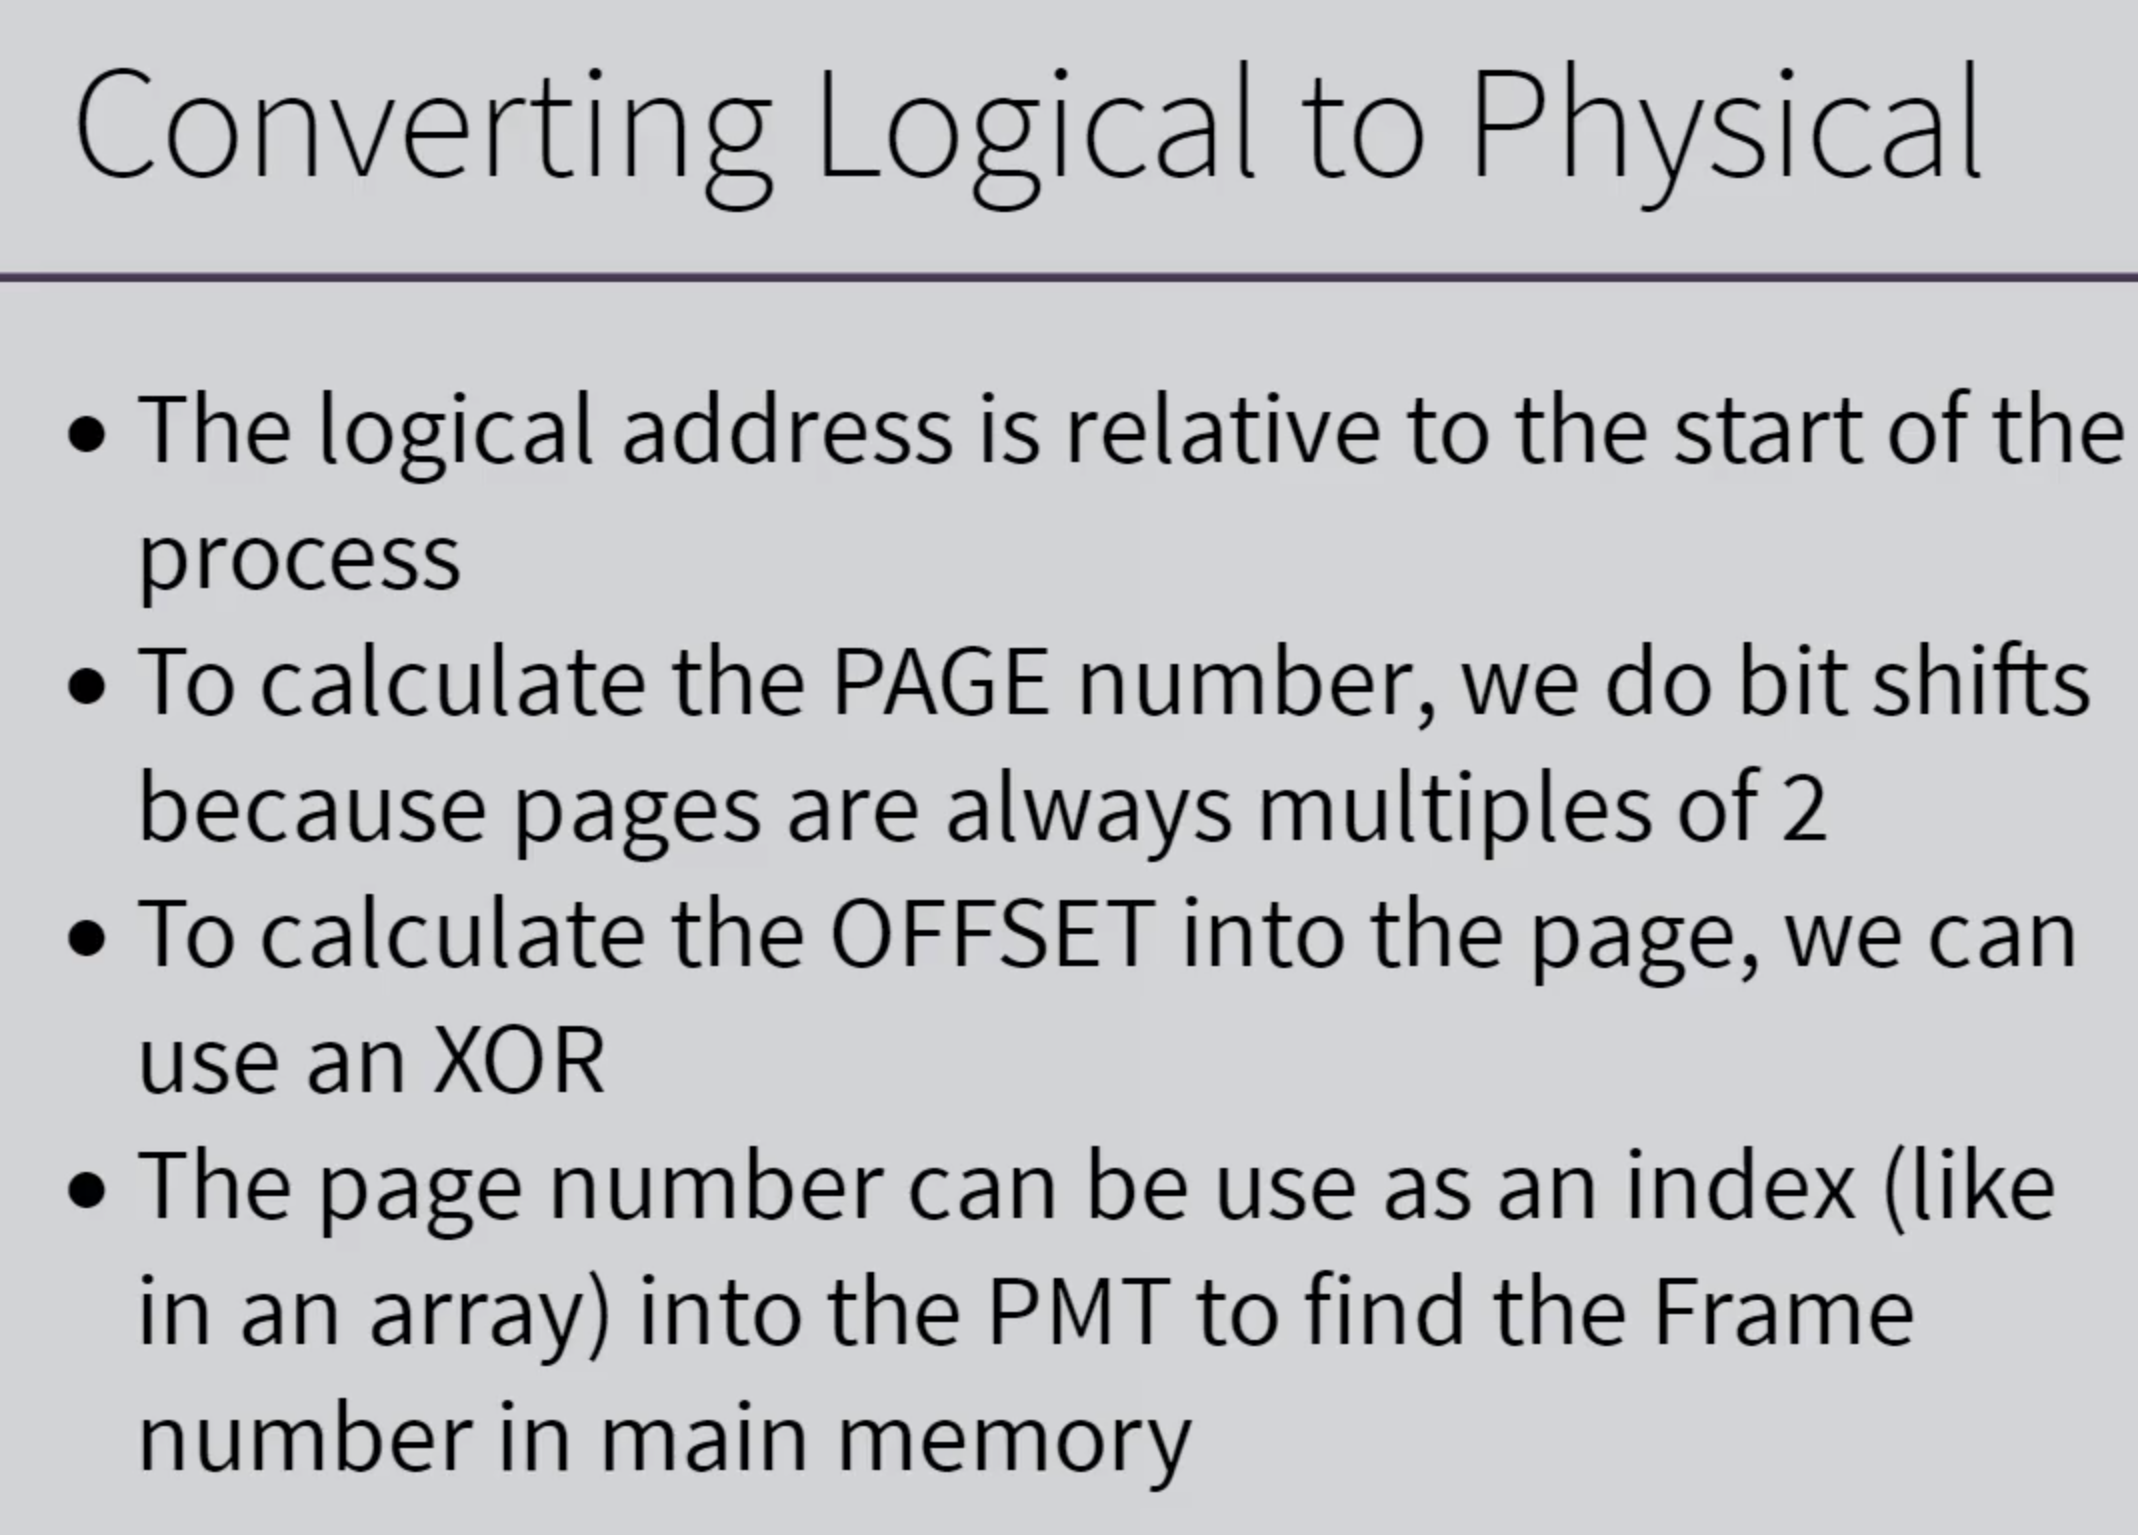 Converting Logical to Physical
• The logical address is relative to the start of the
process
• To calculate the PAGE number, we do bit shifts
because pages are always multiples of 2
• To calculate the OFFSET into the page, we can
use an XOR
• The page number can be use as an index (like
in an array) into the PMT to find the Frame
number in main memory